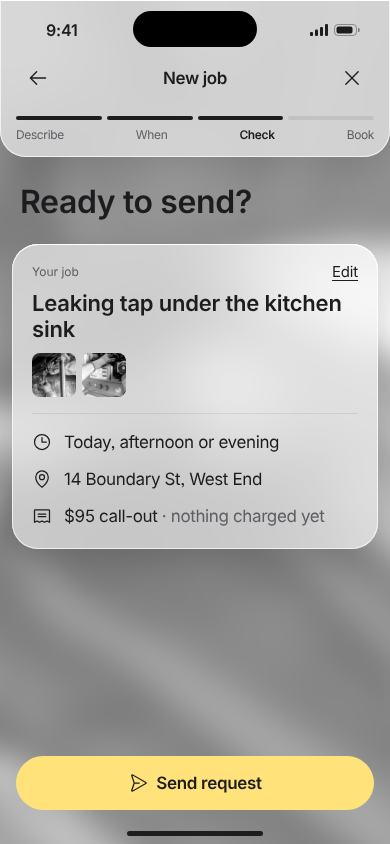 9:41
New job
Describe
When
Check
Book
Ready to send?
Your job
Edit
Leaking tap under the kitchen
sink
Today, afternoon or evening
14 Boundary St, West End
$95 call-out · nothing charged yet
Send request